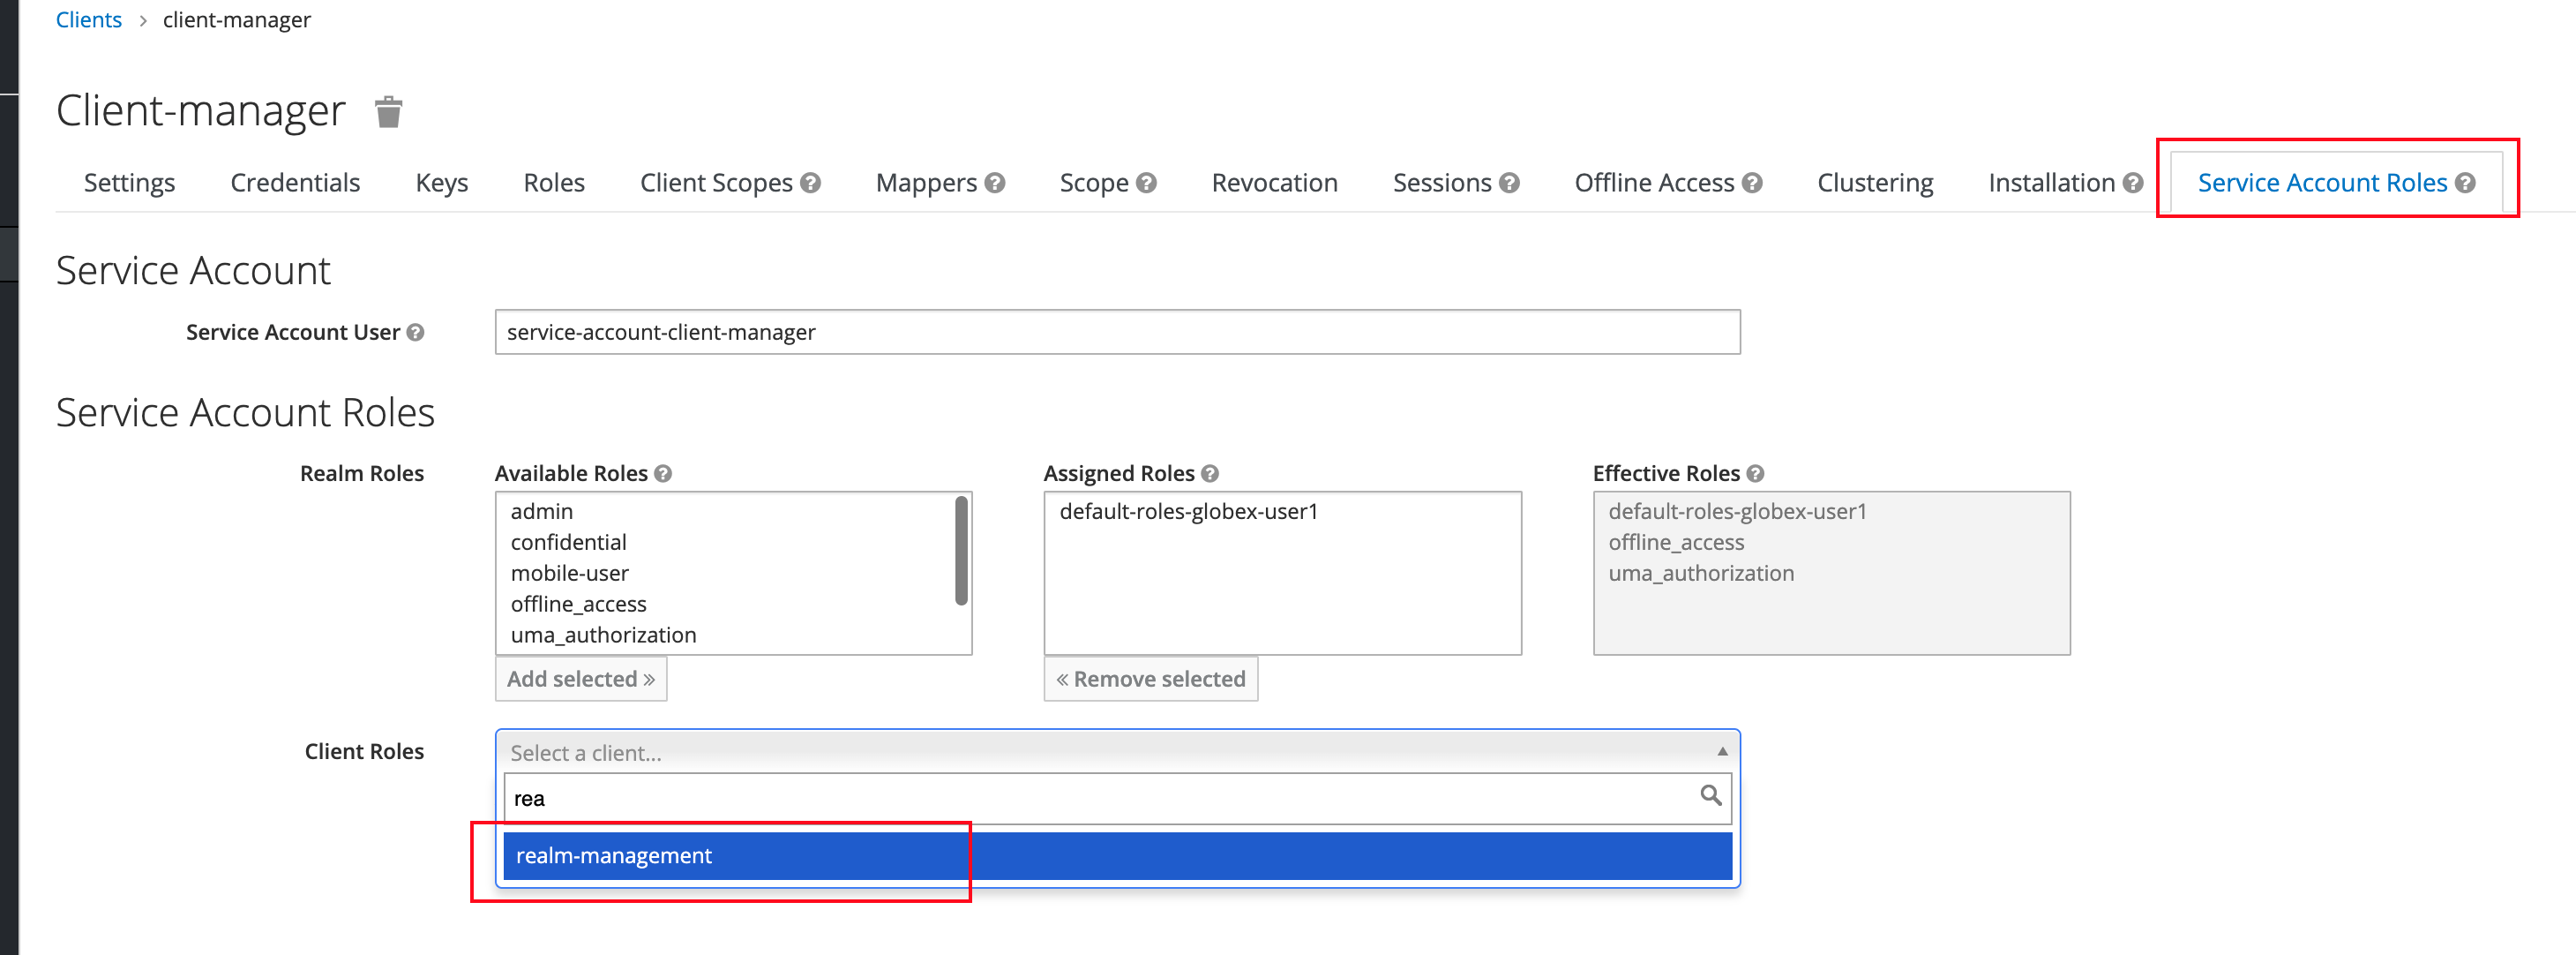 Clients > client-manager
Client-manager
Settings Credentials Keys Roles Client Scopes Mappers Scope Revocation Sessions Offline Access Clustering Installation Service Account Roles
Service Account
Service Account User service-account-client-manager
Service Account Roles
Realm Roles Available Roles Assigned Roles Effective Roles
admin default-roles-globex-user1 default-roles-globex-user1
confidential offline_access
mobile-user uma_authorization
offline_access
uma_authorization
Add selected » « Remove selected
Client Roles Select a client...
rea
realm-management